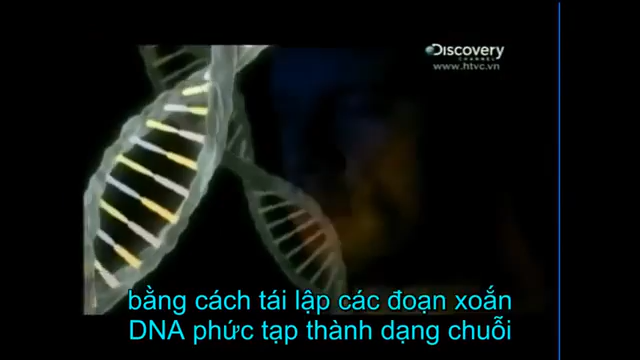 Discovery
CHANNEL
www.htvc.vn
bằng cách tái lập các đoạn xoắn
DNA phức tạp thành dạng chuỗi